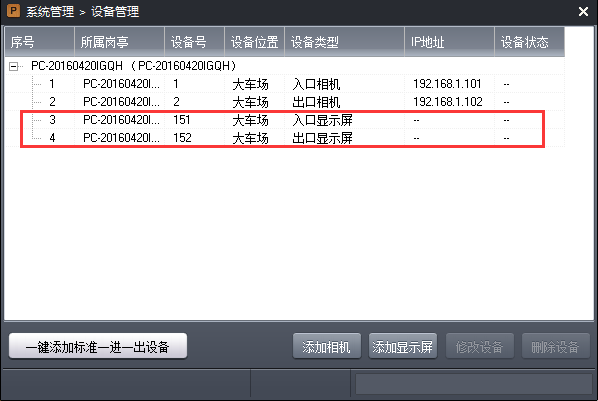 P 系统管理 > 设备管理
序号 所属岗亭 设备号 设备位置 设备类型 IP地址 设备状态
PC-20160420IGQH（PC-20160420IGQH）
1 PC-20160420I... 1 大车场 入口相机 192.168.1.101 --
2 PC-20160420I... 2 大车场 出口相机 192.168.1.102 --
3 PC-20160420I... 151 大车场 入口显示屏 -- --
4 PC-20160420I... 152 大车场 出口显示屏 -- --
一键添加标准一进一出设备 添加相机 添加显示屏 修改设备 删除设备